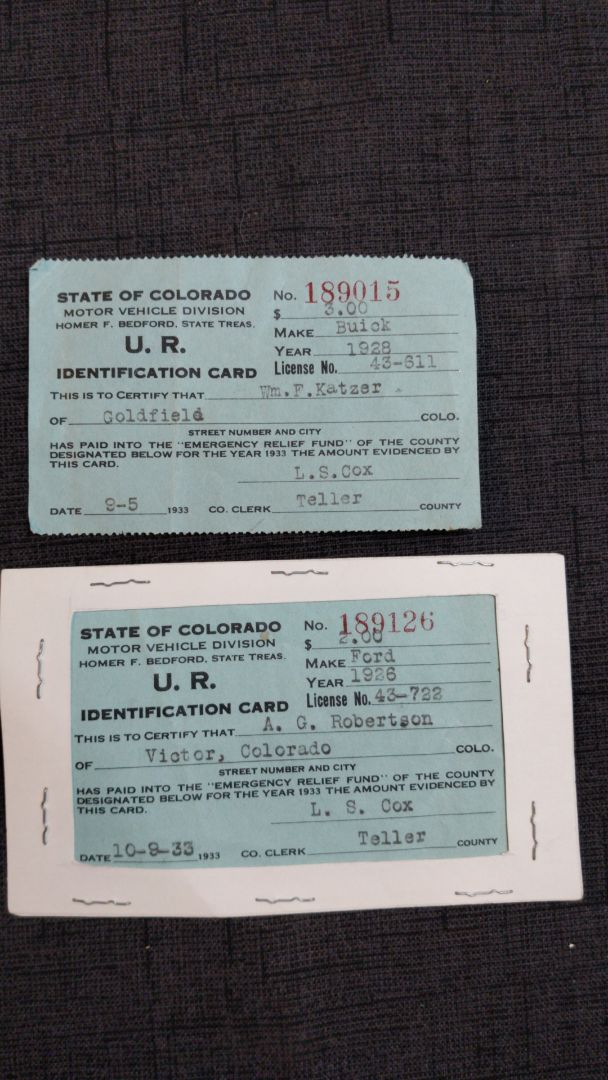 STATE OF COLORADO
MOTOR VEHICLE DIVISION
HOMER F. BEDFORD, STATE TREAS.
U. R.
IDENTIFICATION CARD
No. 189015
$ 3.00
MAKE Buick
YEAR 1928
License No. 43-611
THIS IS TO CERTIFY THAT Wm.F.Katzer
OF Goldfield COLO.
STREET NUMBER AND CITY
HAS PAID INTO THE "EMERGENCY RELIEF FUND" OF THE COUNTY
DESIGNATED BELOW FOR THE YEAR 1933 THE AMOUNT EVIDENCED BY
THIS CARD.
L.S.Cox
DATE 9-5 1933 CO. CLERK Teller COUNTY
STATE OF COLORADO
MOTOR VEHICLE DIVISION
HOMER F. BEDFORD, STATE TREAS.
U. R.
IDENTIFICATION CARD
No. 189126
$ 2.00
MAKE Ford
YEAR 1926
License No. 43-722
THIS IS TO CERTIFY THAT A. G. Robertson
OF Victor, Colorado COLO.
STREET NUMBER AND CITY
HAS PAID INTO THE "EMERGENCY RELIEF FUND" OF THE COUNTY
DESIGNATED BELOW FOR THE YEAR 1933 THE AMOUNT EVIDENCED BY
THIS CARD.
L. S. Cox
DATE 10-9-33 1933 CO. CLERK Teller COUNTY